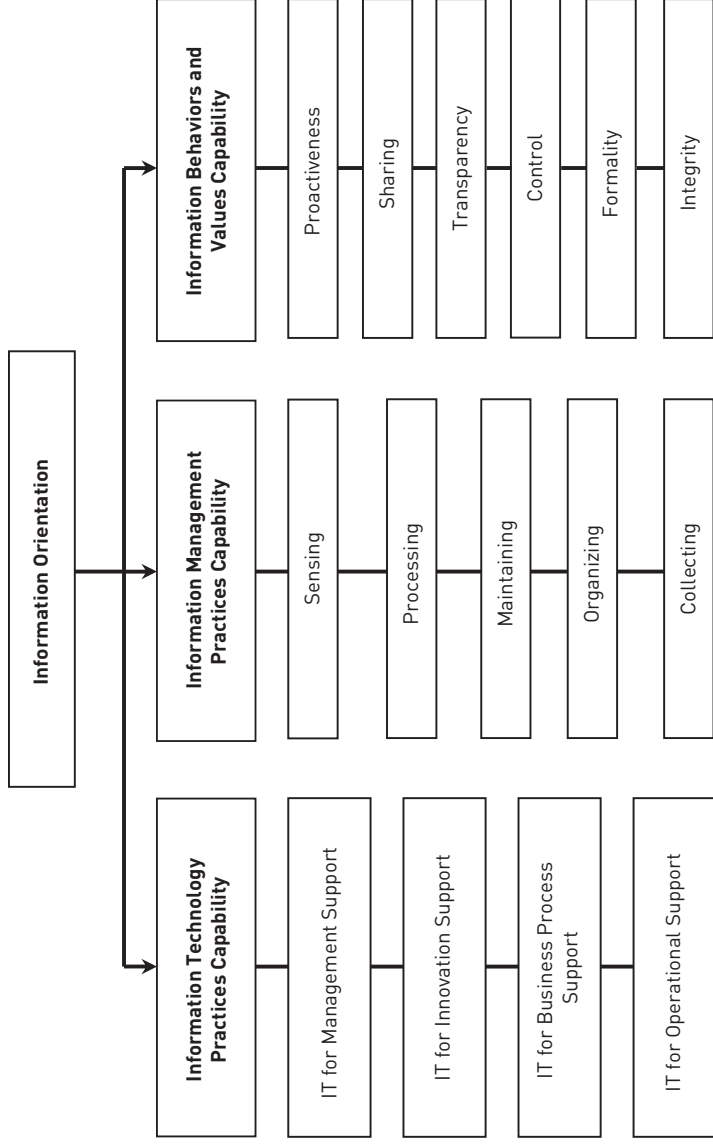 Information Orientation
Information Technology
Practices Capability
IT for Management Support
IT for Innovation Support
IT for Business Process
Support
IT for Operational Support
Information Management
Practices Capability
Sensing
Processing
Maintaining
Organizing
Collecting
Information Behaviors and
Values Capability
Proactiveness
Sharing
Transparency
Control
Formality
Integrity